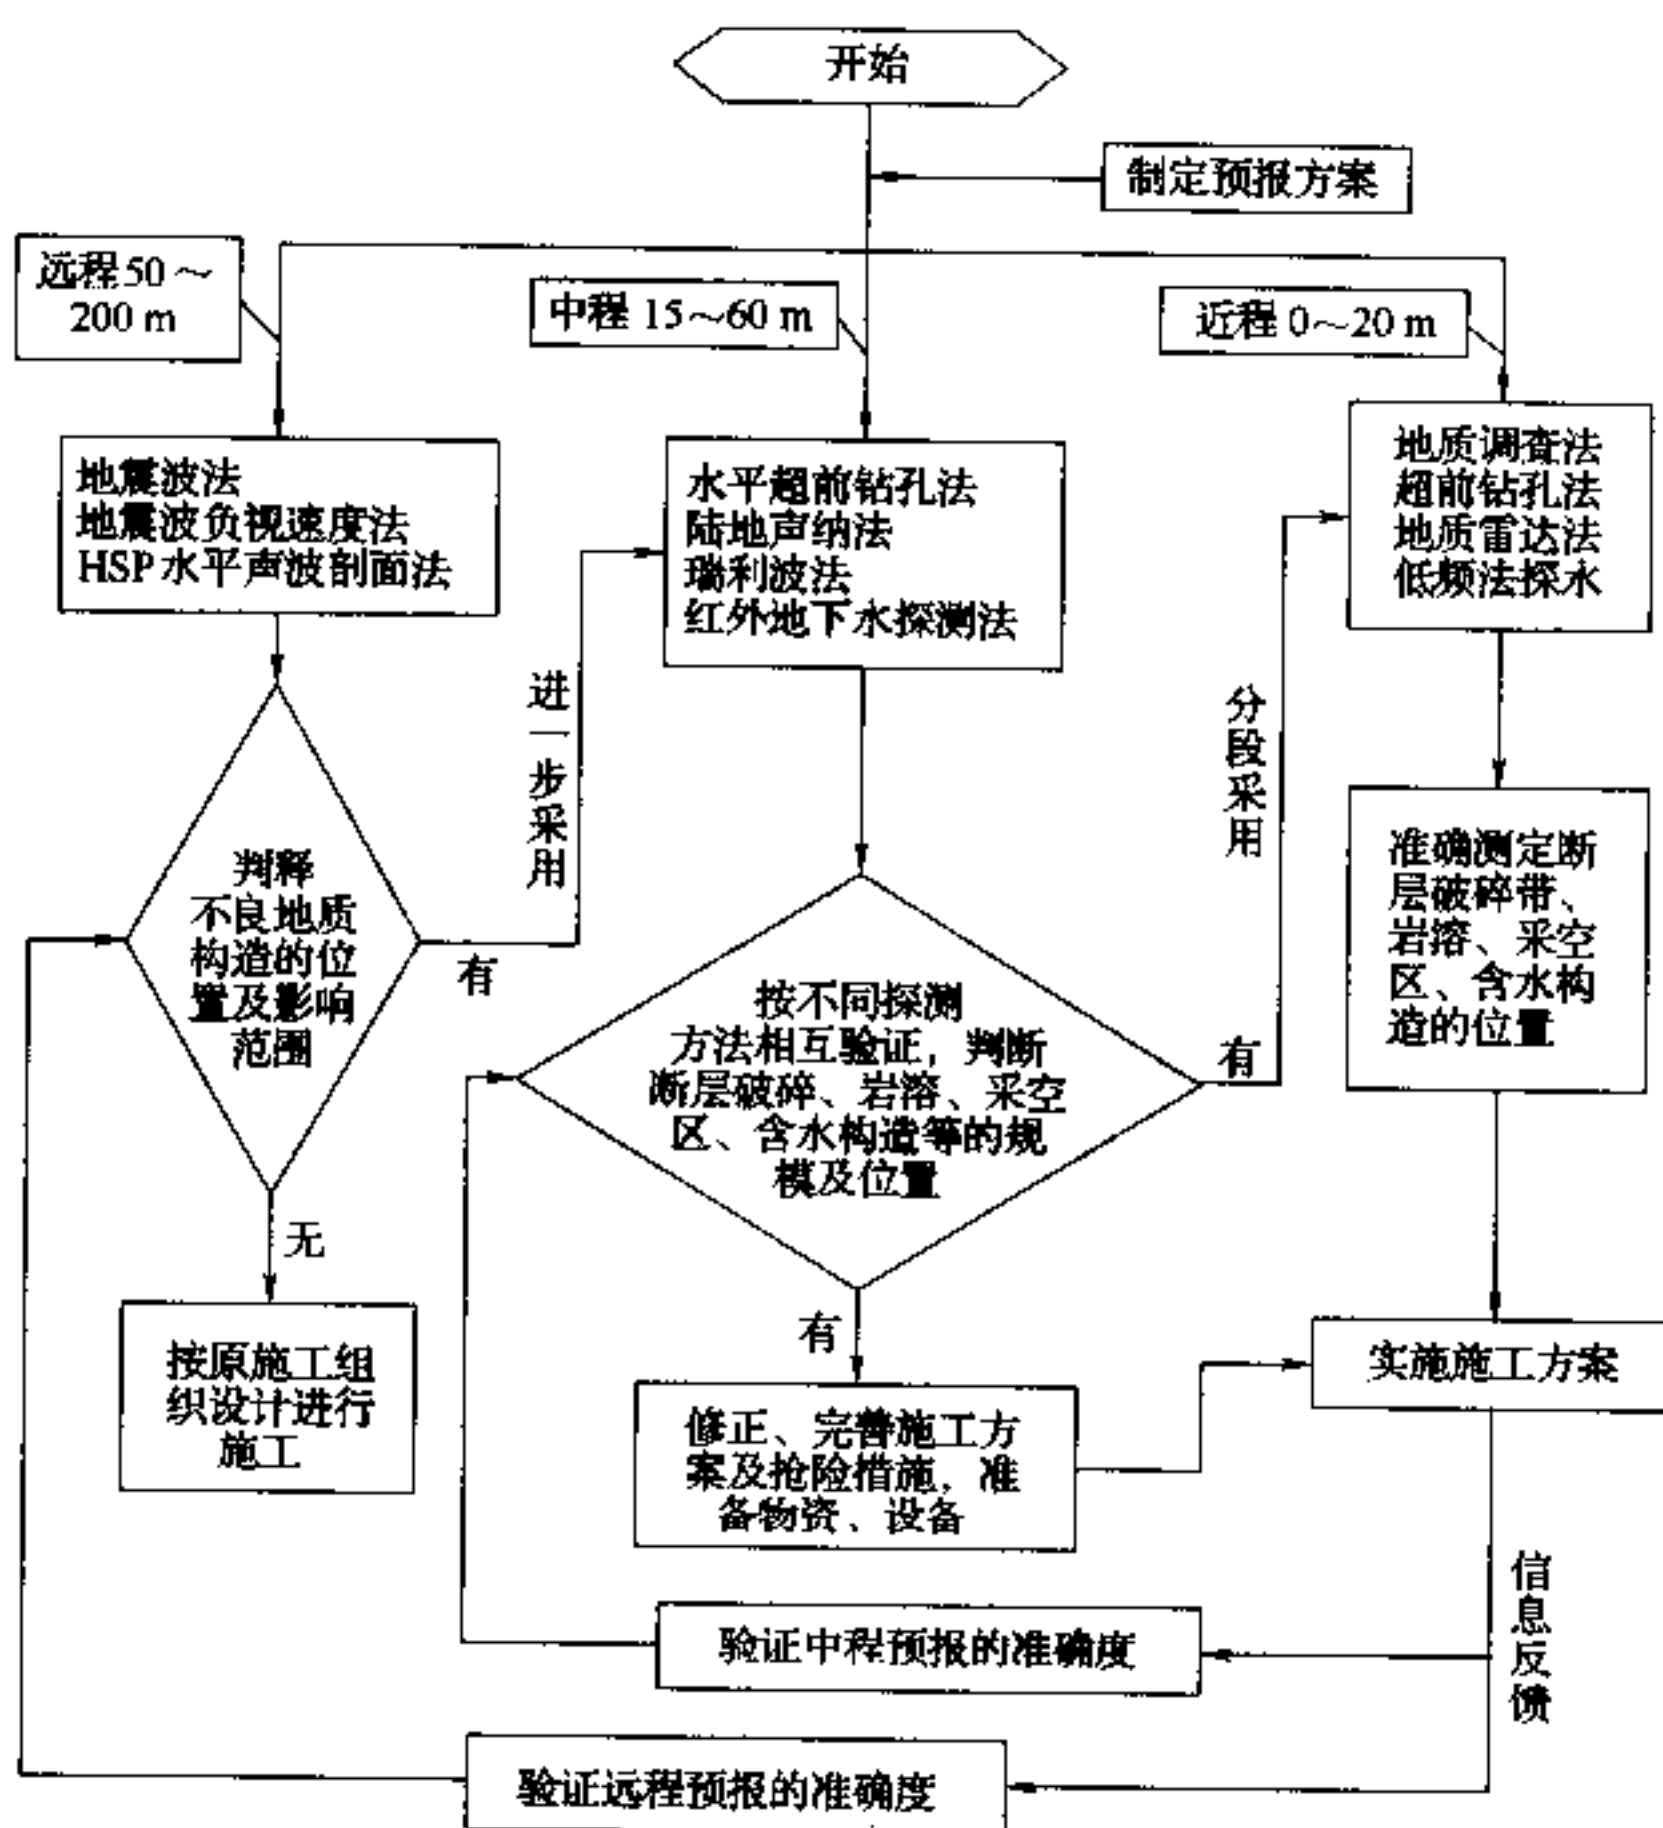 开始
制定预报方案
远程50～
200 m
中程 15～60 m
近程 0～20 m
地震波法
地震波负视速度法
HSP水平声波剖面法
水平超前钻孔法
陆地声纳法
瑞利波法
红外地下水探测法
地质调查法
超前钻孔法
地质雷达法
低频法探水
进一步采用
分段采用
判释
不良地质
构造的位
置及影响
范围
有
无
按原施工组
织设计进行
施工
按不同探测
方法相互验证，判断
断层破碎、岩溶、采空
区、含水构造等的规
模及位置
有
有
准确测定断
层破碎带、
岩溶、采空
区、含水构
造的位置
修正、完善施工方
案及抢险措施，准
备物资、设备
实施施工方案
信息反馈
验证中程预报的准确度
验证远程预报的准确度